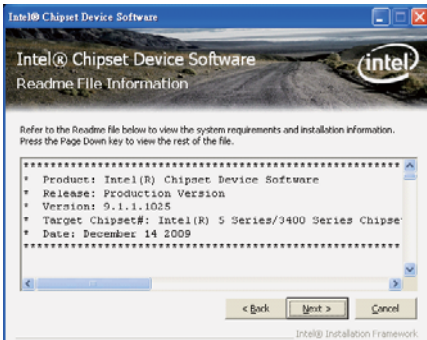 Intel® Chipset Device Software
Intel® Chipset Device Software
intel
Readme File Information
Refer to the Readme file below to view the system requirements and installation information.
Press the Page Down key to view the rest of the file.
********************************************************
* Product: Intel(R) Chipset Device Software
* Release: Production Version
* Version: 9.1.1.1025
* Target Chipset#: Intel(R) 5 Series/3400 Series Chipse
* Date: December 14 2009
********************************************************
< Back Next > Cancel
Intel® Installation Framework